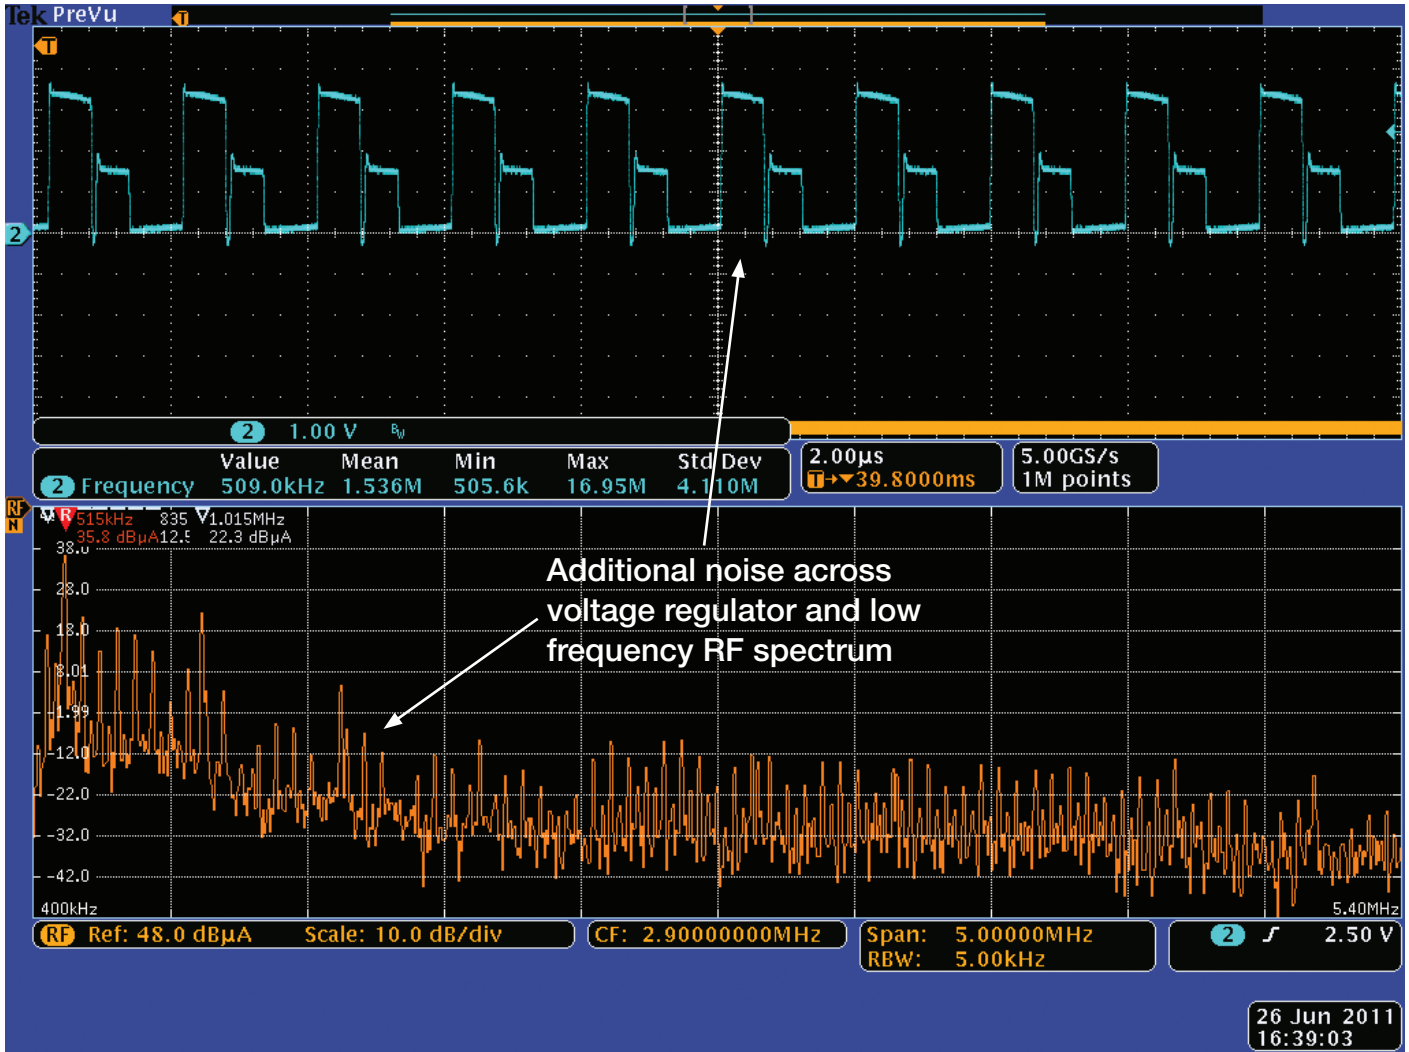 Tek PreVu
T
T
2
2 1.00 V BW
Value Mean Min Max Std Dev
2 Frequency 509.0kHz 1.536M 505.6k 16.95M 4.110M
2.00µs
T→▼39.8000ms
5.00GS/s
1M points
RF
N
R 515kHz 835 1.015MHz
35.8 dBµA 12.5 22.3 dBµA
38.0
28.0
18.0
8.01
-1.99
-12.0
-22.0
-32.0
-42.0
400kHz
5.40MHz
Additional noise across
voltage regulator and low
frequency RF spectrum
RF Ref: 48.0 dBµA Scale: 10.0 dB/div
CF: 2.90000000MHz
Span: 5.00000MHz
RBW: 5.00kHz
2 2.50 V
26 Jun 2011
16:39:03